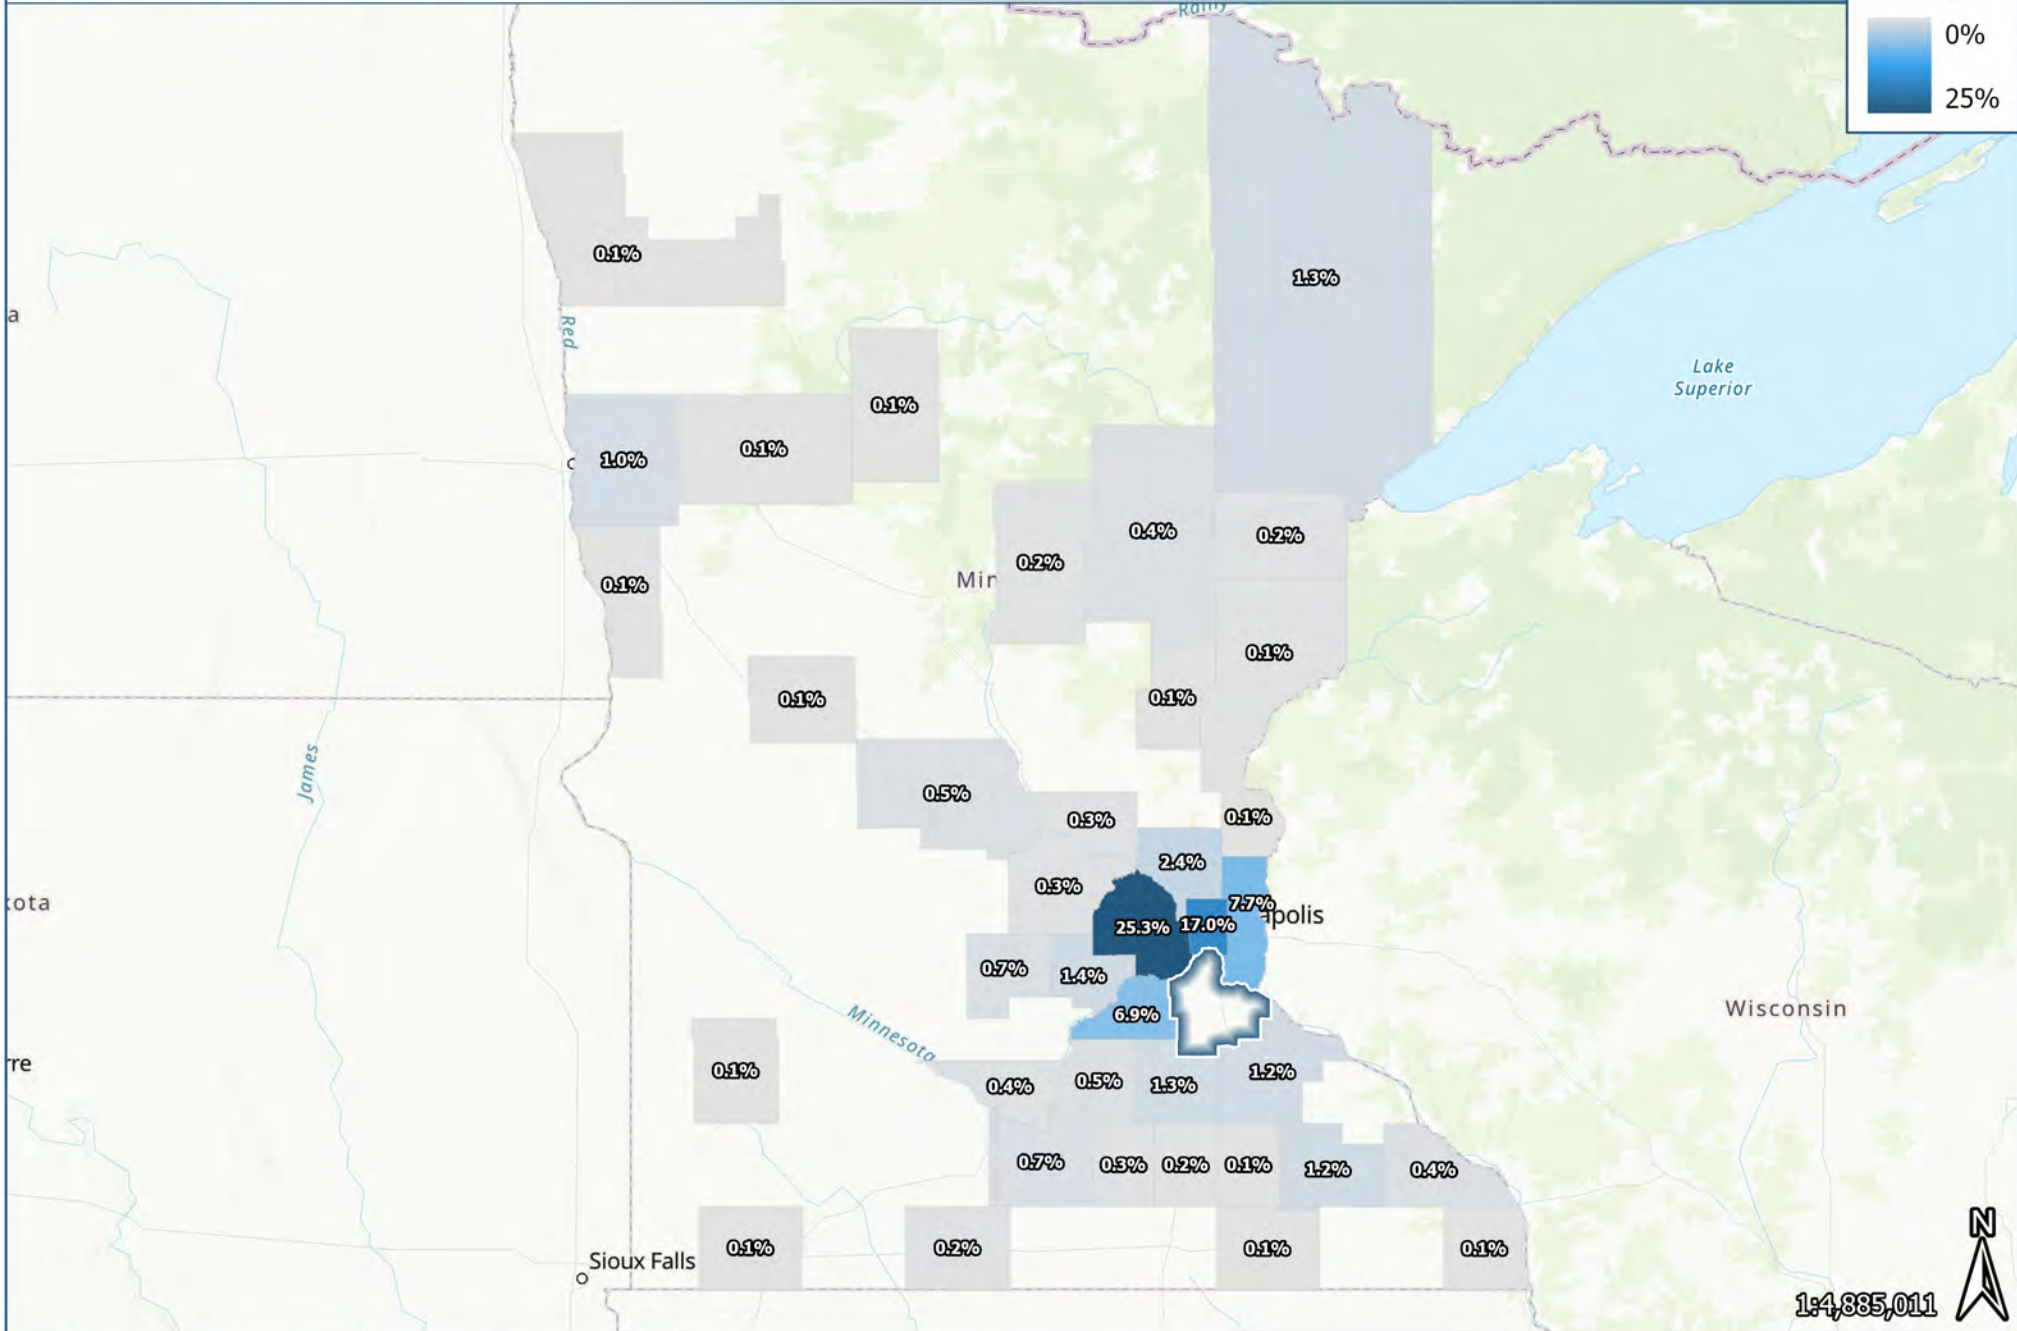 Rainy
0%
25%
0.1%
1.3%
a
Red
Lake
Superior
0.1%
1.0%
0.1%
0.4%
0.2%
0.2%
Min
0.1%
0.1%
0.1%
0.1%
James
0.5%
0.3%
0.1%
2.4%
0.3%
7.7%
kota
apolis
25.3%
17.0%
0.7%
1.4%
Minnesota
6.9%
Wisconsin
rre
0.1%
0.4%
0.5%
1.3%
1.2%
0.7%
0.3%
0.2%
0.1%
1.2%
0.4%
N
0.1%
0.2%
0.1%
0.1%
Sioux Falls
1:4,885,011